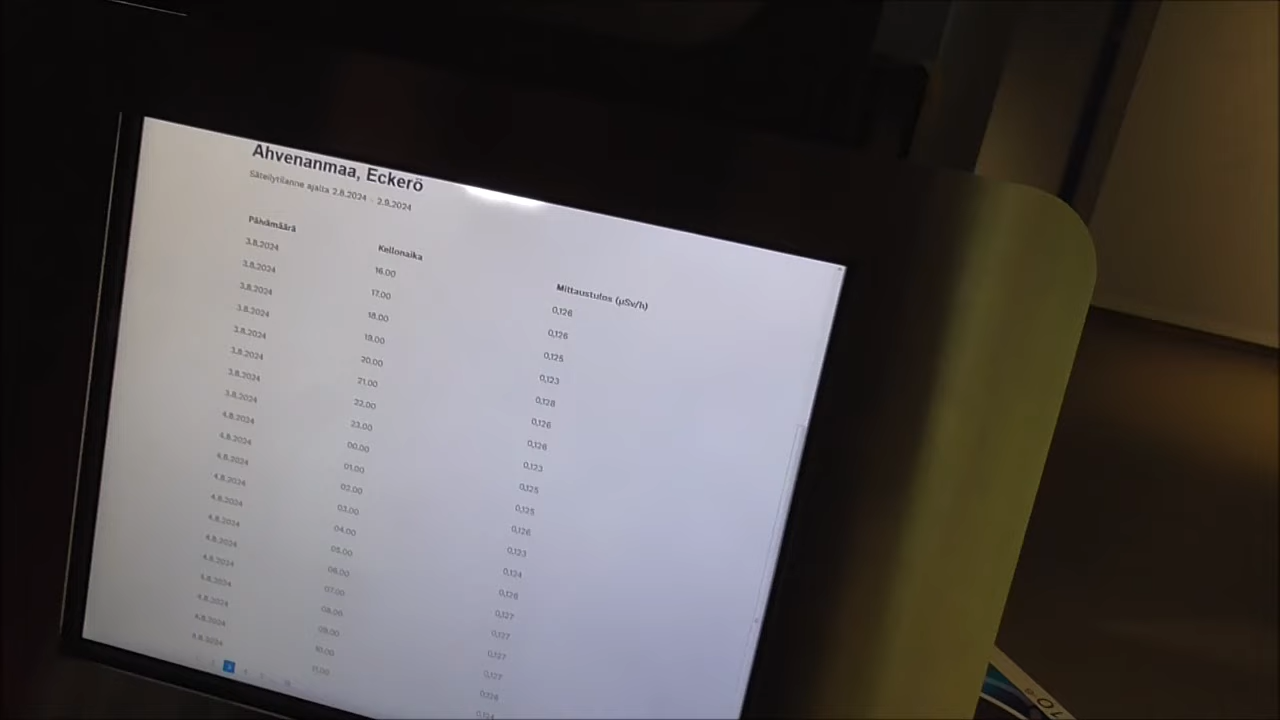 Ahvenanmaa, Eckerö
Säteilytilanne ajalta 2.8.2024 - 2.9.2024
Päivämäärä Kellonaika Mittaustulos (µSv/h)
3.8.2024 16.00 0,126
3.8.2024 17.00 0,126
3.8.2024 18.00 0,125
3.8.2024 19.00 0,123
3.8.2024 20.00 0,128
3.8.2024 21.00 0,126
3.8.2024 22.00 0,126
3.8.2024 23.00 0,123
4.8.2024 00.00 0,125
4.8.2024 01.00 0,125
4.8.2024 02.00 0,126
4.8.2024 03.00 0,123
4.8.2024 04.00 0,124
4.8.2024 05.00 0,126
4.8.2024 06.00 0,127
4.8.2024 07.00 0,127
4.8.2024 08.00 0,127
4.8.2024 09.00 0,127
4.8.2024 10.00
4.8.2024 11.00 0,124